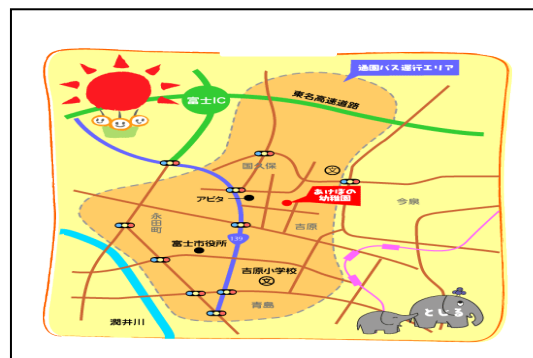 通園バス運行エリア
富士IC
東名高速道路
国久保
文
あけぼの
幼稚園
アピタ
今泉
永田町
吉原
139
富士市役所
吉原小学校
文
青島
潤井川
としる